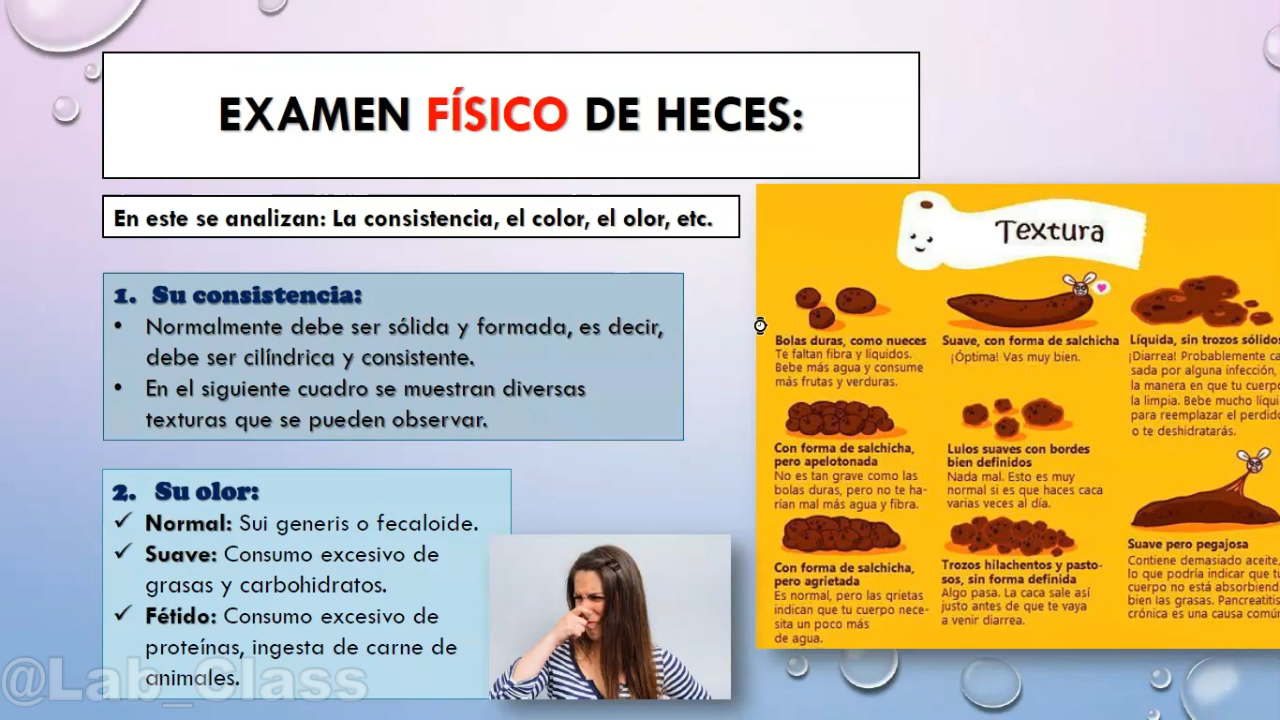 EXAMEN FÍSICO DE HECES:
En este se analizan: La consistencia, el color, el olor, etc.
1. Su consistencia:
• Normalmente debe ser sólida y formada, es decir,
debe ser cilíndrica y consistente.
• En el siguiente cuadro se muestran diversas
texturas que se pueden observar.
2. Su olor:
✓ Normal: Sui generis o fecaloide.
✓ Suave: Consumo excesivo de
grasas y carbohidratos.
✓ Fétido: Consumo excesivo de
proteínas, ingesta de carne de
animales.
@Lab_Class
Textura
Bolas duras, como nueces
Te faltan fibra y líquidos.
Bebe más agua y consume
más frutas y verduras.
Con forma de salchicha,
pero apelotonada
No es tan grave como las
bolas duras, pero no te ha-
rían mal más agua y fibra.
Con forma de salchicha,
pero agrietada
Es normal, pero las grietas
indican que tu cuerpo nece-
sita un poco más
de agua.
Suave, con forma de salchicha
¡Óptima! Vas muy bien.
Lulos suaves con bordes
bien definidos
Nada mal. Esto es muy
normal si es que haces caca
varias veces al día.
Trozos hilachentos y pasto-
sos, sin forma definida
Algo pasa. La caca sale así
justo antes de que te vaya
a venir diarrea.
Líquida, sin trozos sólidos
¡Diarrea! Probablemente ca
sada por alguna infección,
la manera en que tu cuerpo
la limpia. Bebe mucho líqui
para reemplazar el perdido
o te deshidratarás.
Suave pero pegajosa
Contiene demasiado aceite,
lo que podría indicar que tu
cuerpo no está absorbiend
bien las grasas. Pancreatitis
crónica es una causa común